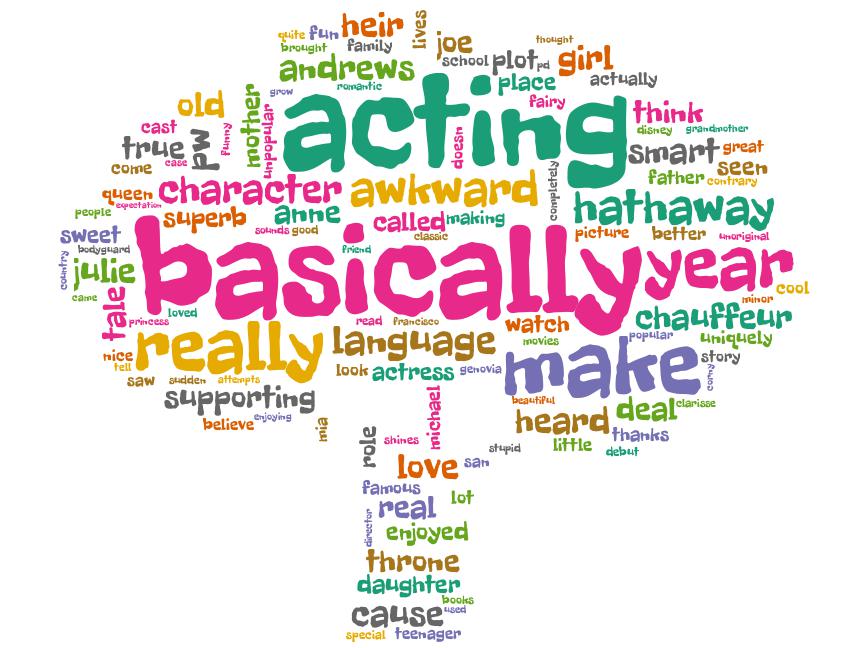 quite fun heir lives joe thought
brought family school plot pd girl
andrews romantic place actually
old grow mother unpopular acting fairy think
cast funny doesn disney grandmother
true pw case smart great
come completely father seen
queen character awkward contrary
expectation superb anne called making hathaway
people sounds good classic picture better unoriginal
sweet bodyguard friend basically year
country julie came cool
tale loved minor
princess read francisco watch chauffeur
nice really language movies popular uniquely
tell look actress genovia make story
saw sudden attempts corny
supporting michael beautiful heard deal clarisse
believe enjoying mia thanks
role shines stupid little debut
love san
famous lot
director real
enjoyed
throne
daughter
books
cause used
special teenager